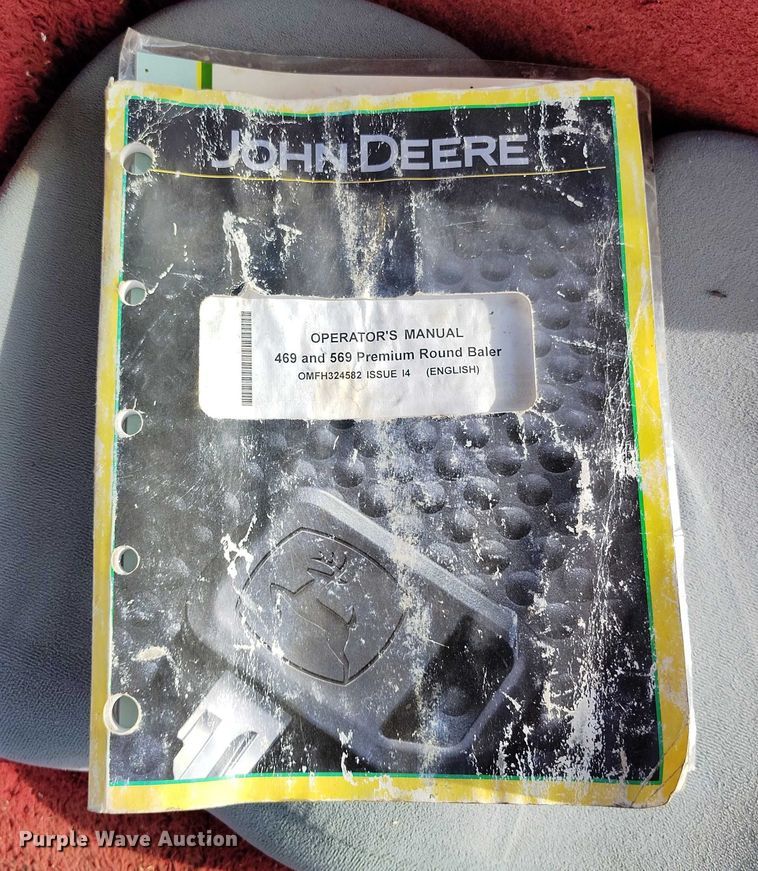 JOHN DEERE
OPERATOR'S MANUAL
469 and 569 Premium Round Baler
OMFH324582 ISSUE I4 (ENGLISH)
Purple Wave Auction